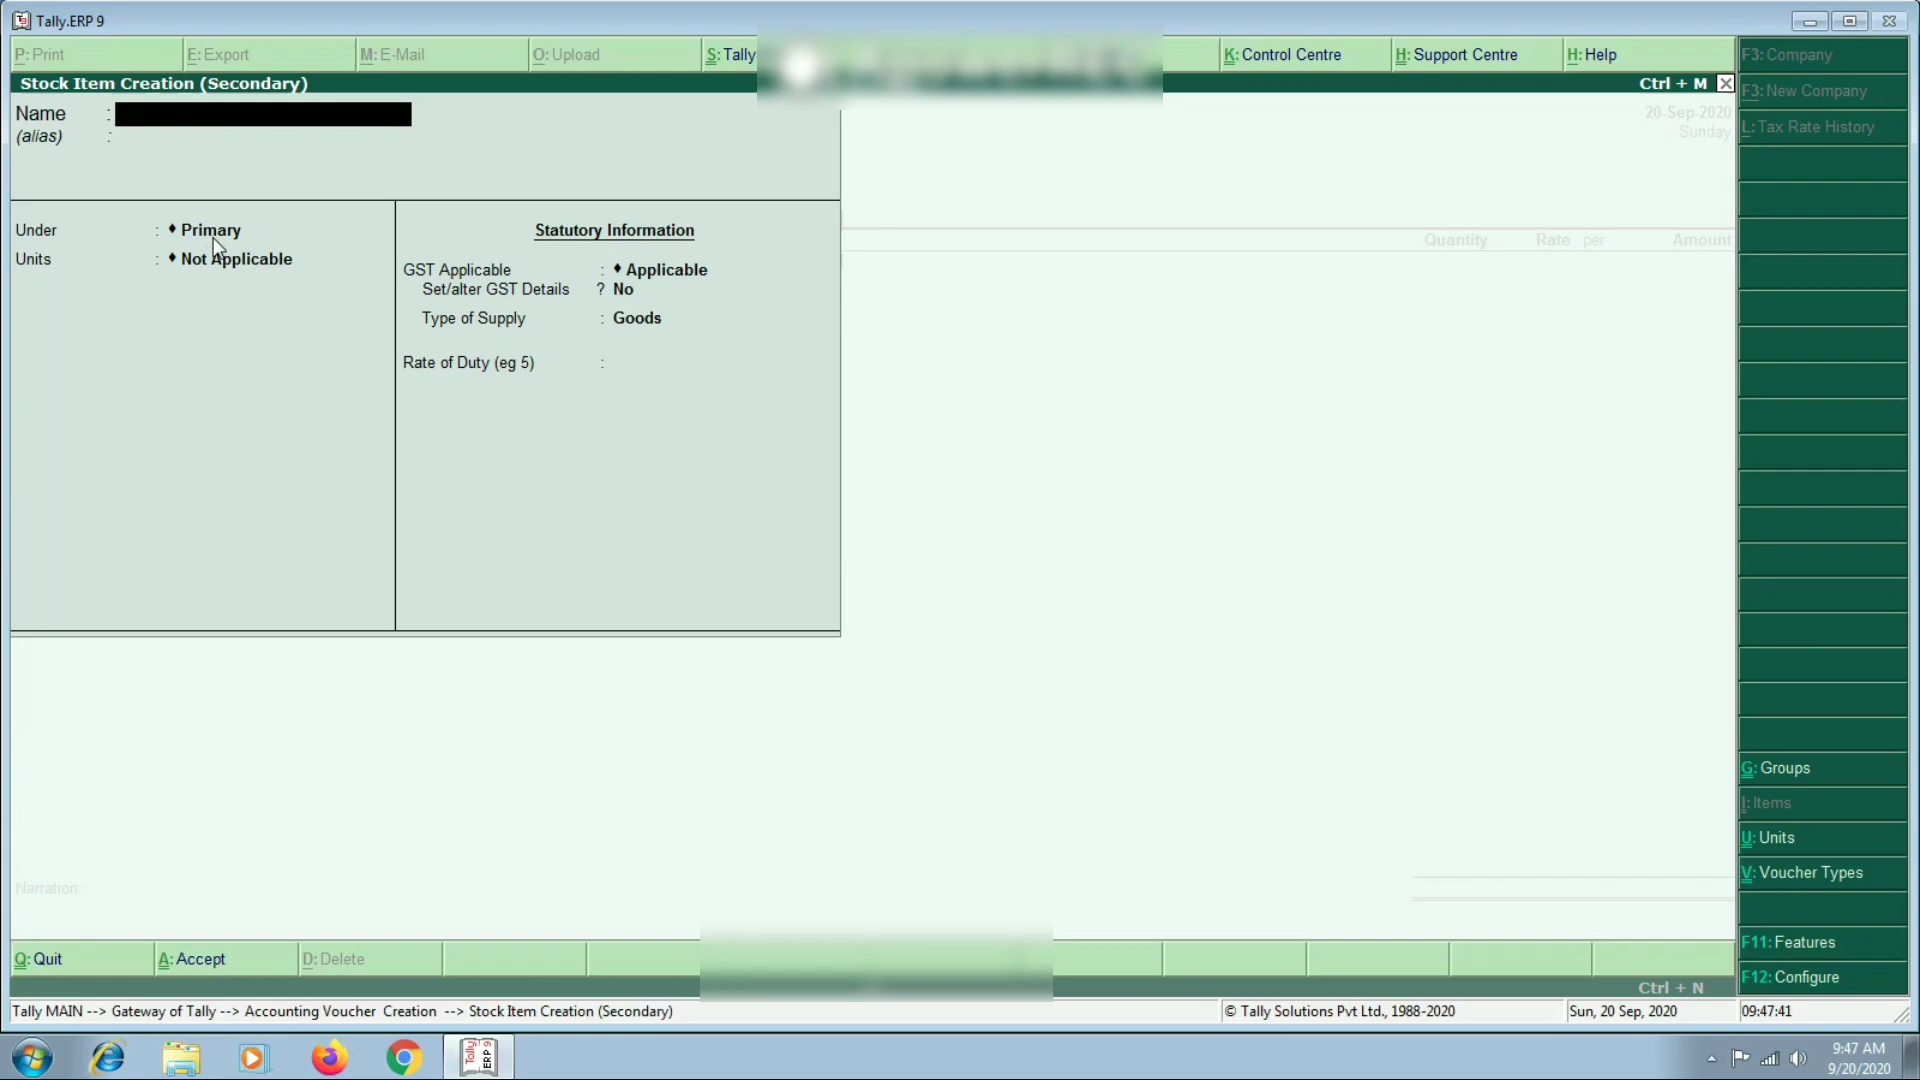 Tally.ERP 9
P: Print E: Export M: E-Mail O: Upload S: Tally K: Control Centre H: Support Centre H: Help
Stock Item Creation (Secondary) Ctrl + M
Name :
(alias) :
20-Sep-2020
Sunday
Under : ♦ Primary
Units : ♦ Not Applicable
Statutory Information
GST Applicable : ♦ Applicable
Set/alter GST Details ? No
Type of Supply : Goods
Rate of Duty (eg 5) :
Quantity Rate per Amount
Narration:
F3: Company
F3: New Company
L: Tax Rate History
G: Groups
I: Items
U: Units
V: Voucher Types
F11: Features
F12: Configure
Q: Quit A: Accept D: Delete
Ctrl + N
Tally MAIN --> Gateway of Tally --> Accounting Voucher Creation --> Stock Item Creation (Secondary) © Tally Solutions Pvt Ltd., 1988-2020 Sun, 20 Sep, 2020 09:47:41
Tally ERP 9
9:47 AM
9/20/2020